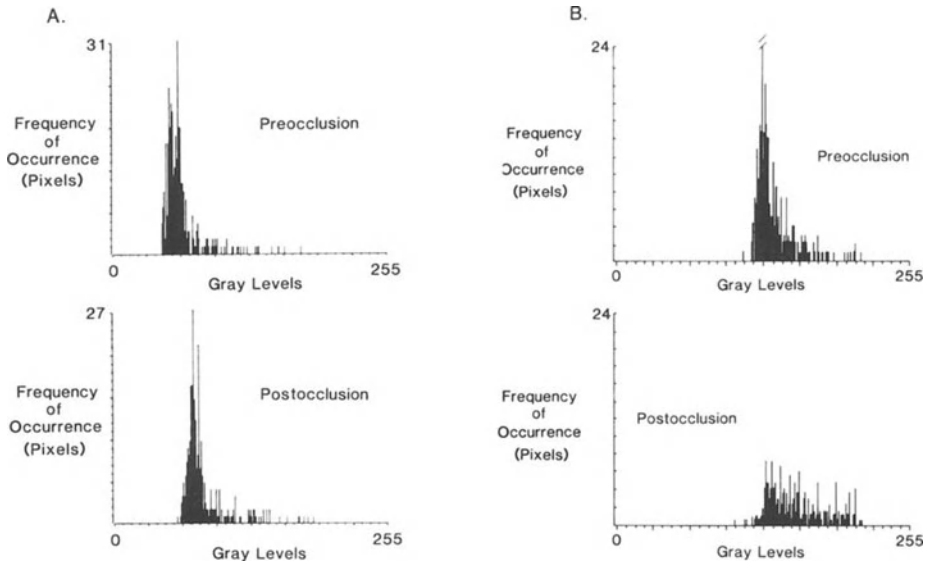 A.
31
Frequency
of
Occurrence
(Pixels)
Preocclusion
0
255
Gray Levels
27
Frequency
of
Occurrence
(Pixels)
Postocclusion
0
255
Gray Levels
B.
24
Frequency
of
Occurrence
(Pixels)
Preocclusion
0
255
Gray Levels
24
Frequency
of
Occurrence
(Pixels)
Postocclusion
0
255
Gray Levels